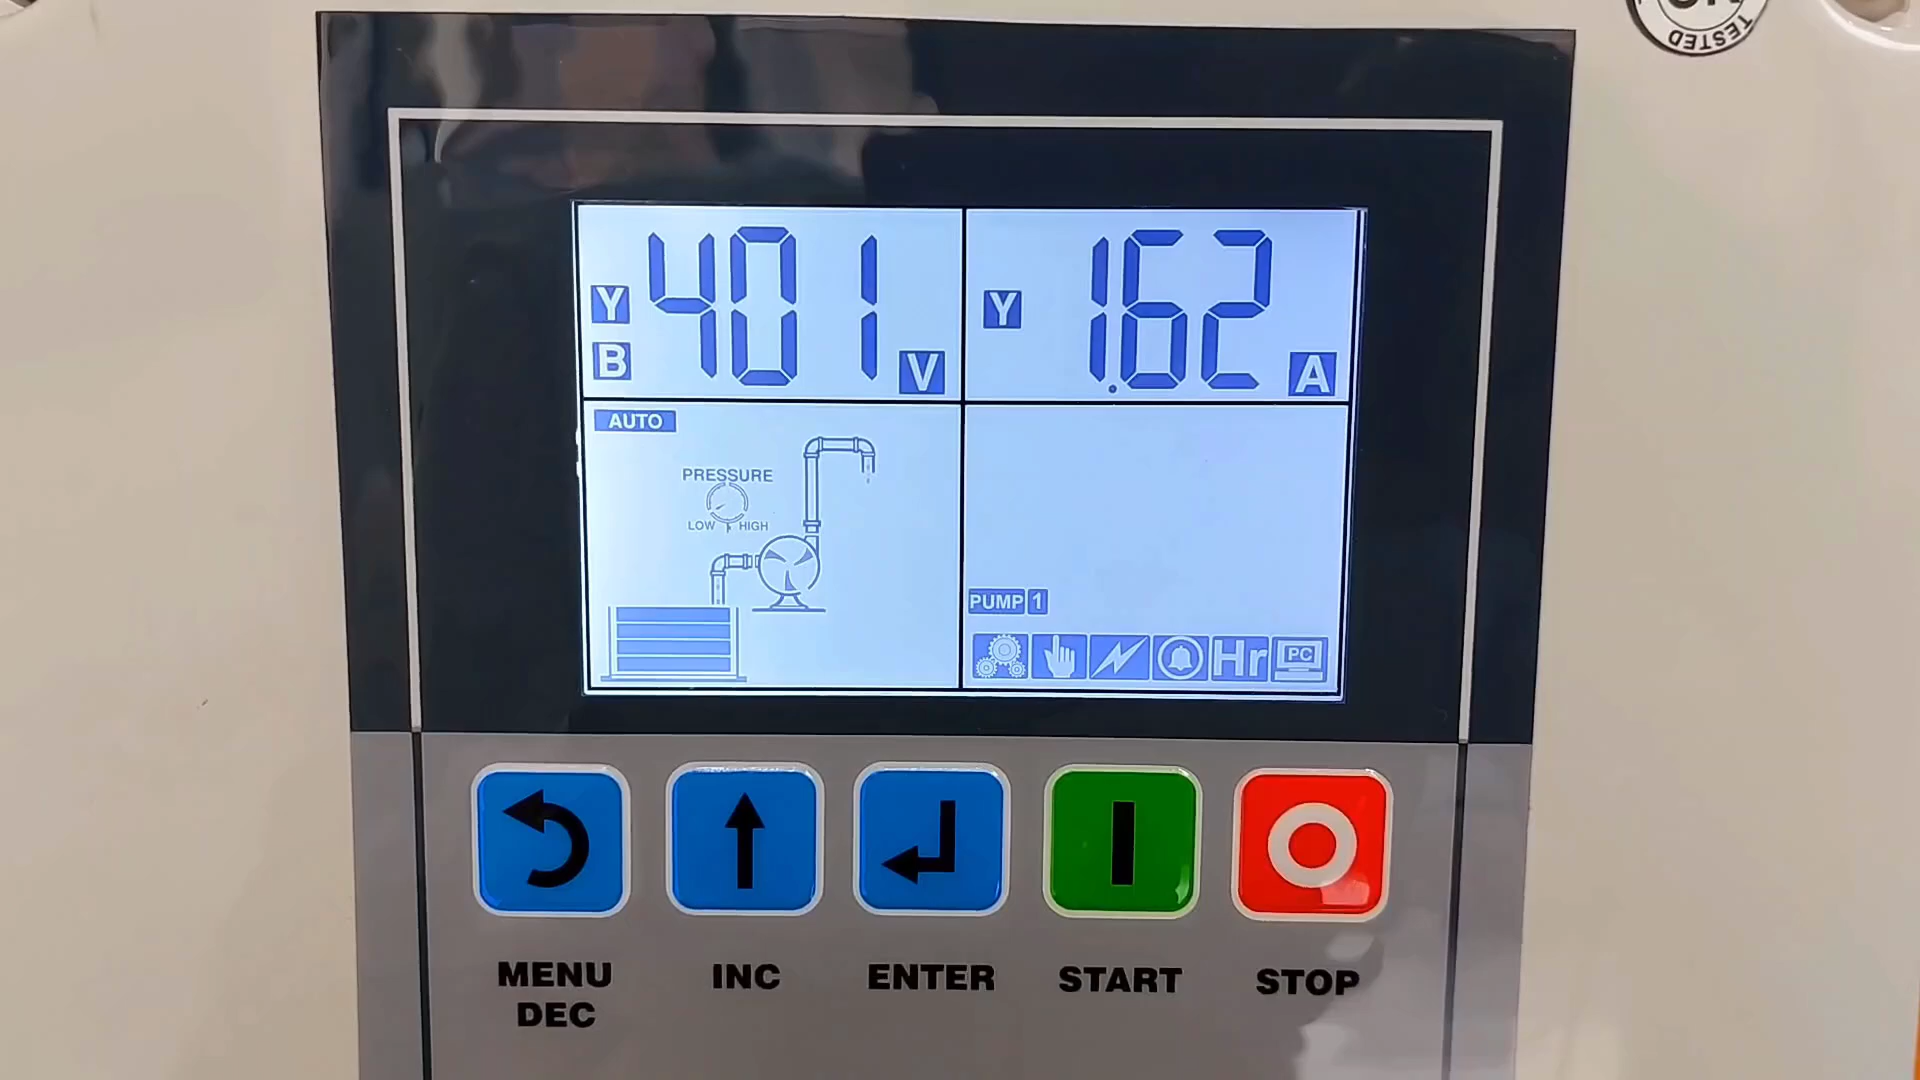 TESTED
Y
B
401
V
Y
1.62
A
AUTO
PRESSURE
LOW HIGH
PUMP 1
Hr
PC
MENU
DEC
INC
ENTER
START
STOP